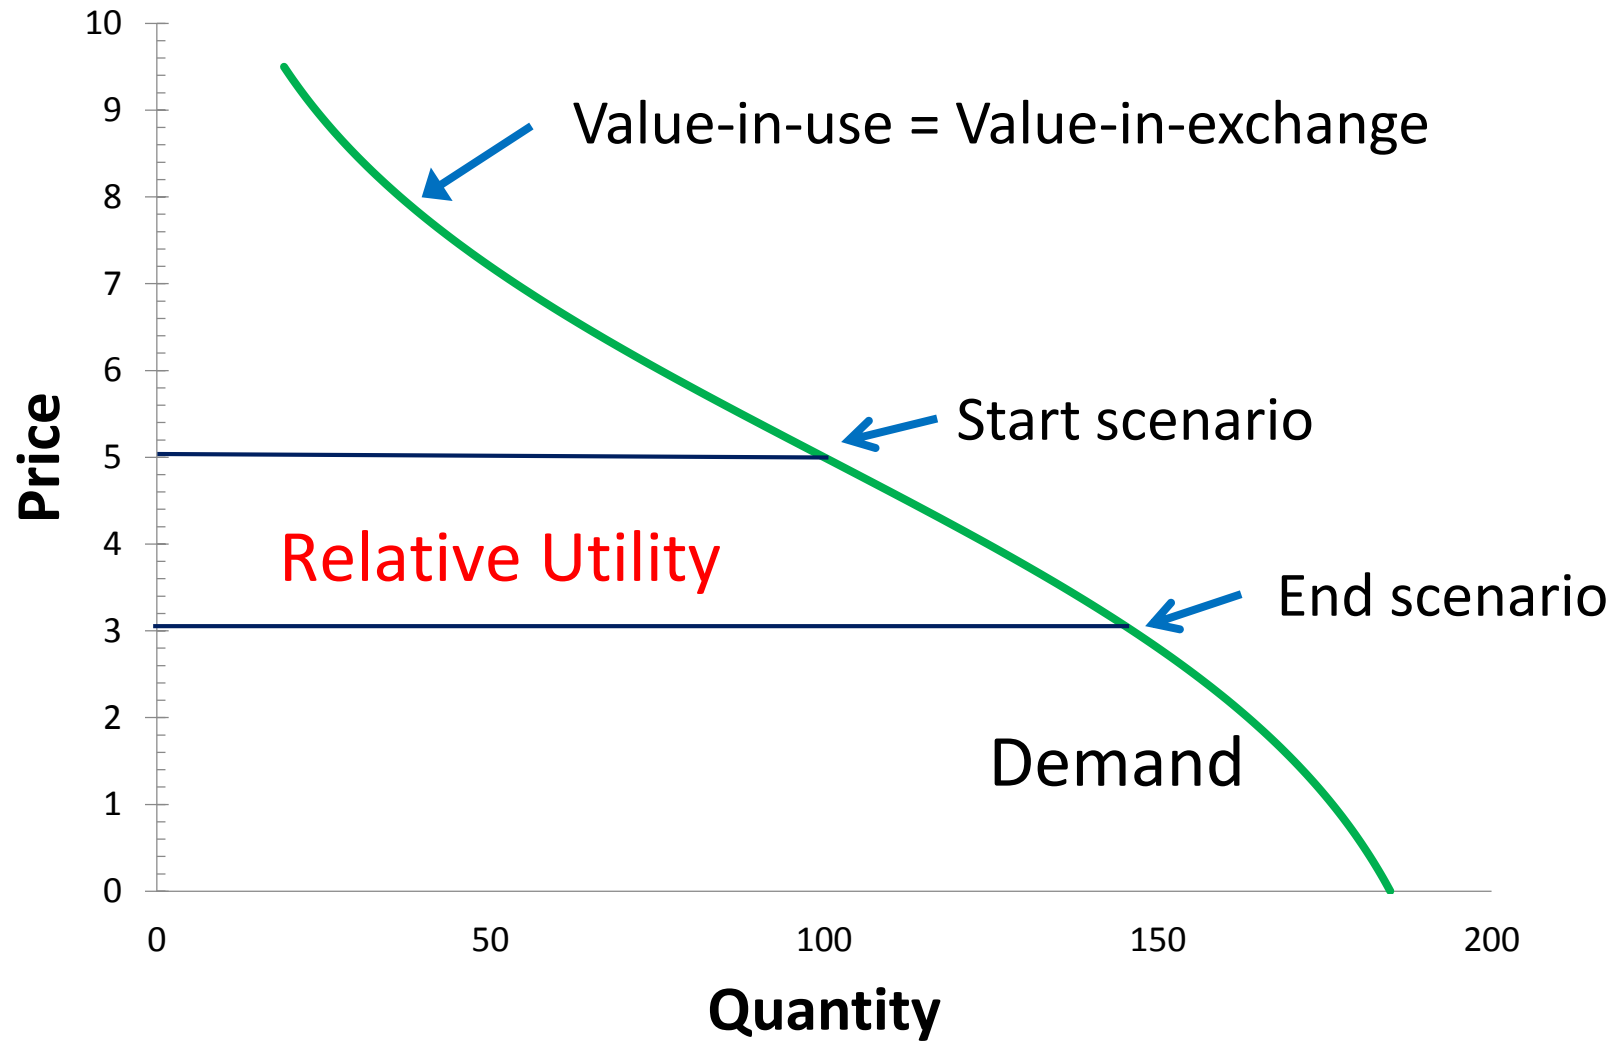 10
9
Value-in-use = Value-in-exchange
8
7
6
Start scenario
5
Price
4
Relative Utility
End scenario
3
2
Demand
1
0
0 50 100 150 200
Quantity